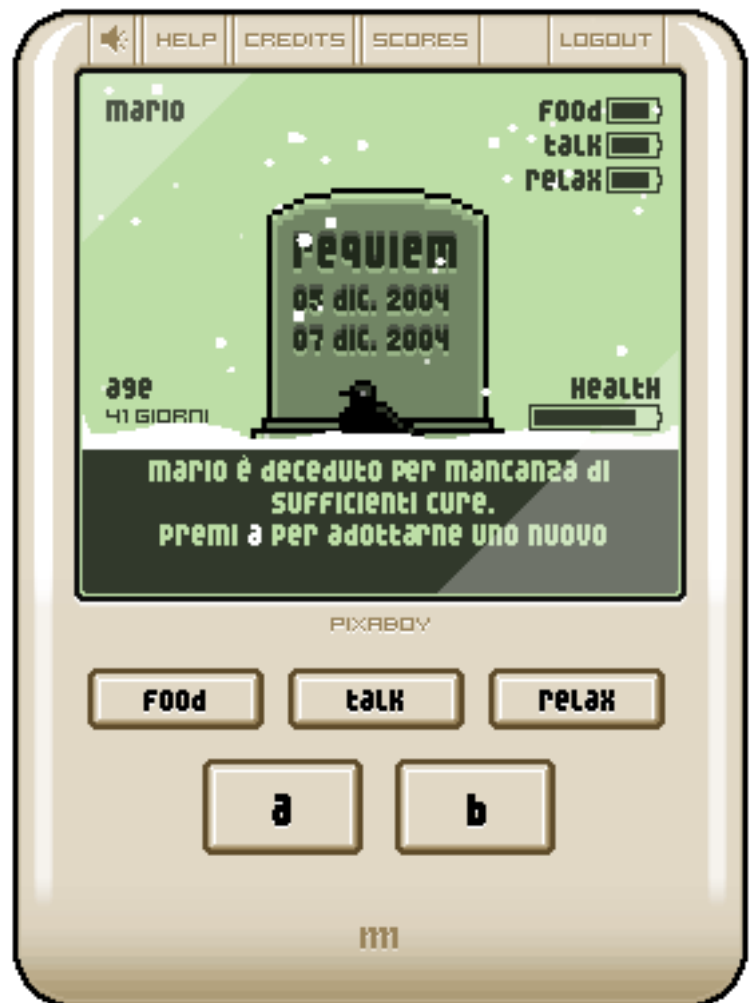 HELP
CREDITS
SCORES
LOGOUT
mario
food
talk
relax
requiem
05 dic. 2004
07 dic. 2004
age
41 GIORNI
Health
mario è deceduto per mancanza di
sufficienti cure.
premi a per adottarne uno nuovo
PIXABOY
food
talk
relax
a
b